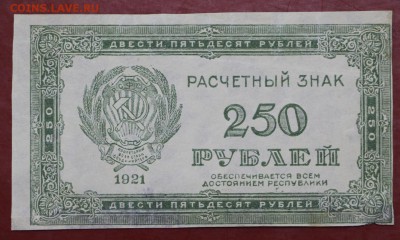 COINS.LAVE.RU
ДВЕСТИ ПЯТЬДЕСЯТ РУБЛЕЙ
РАСЧЕТНЫЙ ЗНАК
250
250
250
РУБЛЕЙ
ОБЕСПЕЧИВАЕТСЯ ВСЕМ
ДОСТОЯНИЕМ РЕСПУБЛИКИ
1921
ДВЕСТИ ПЯТЬДЕСЯТ РУБЛЕЙ